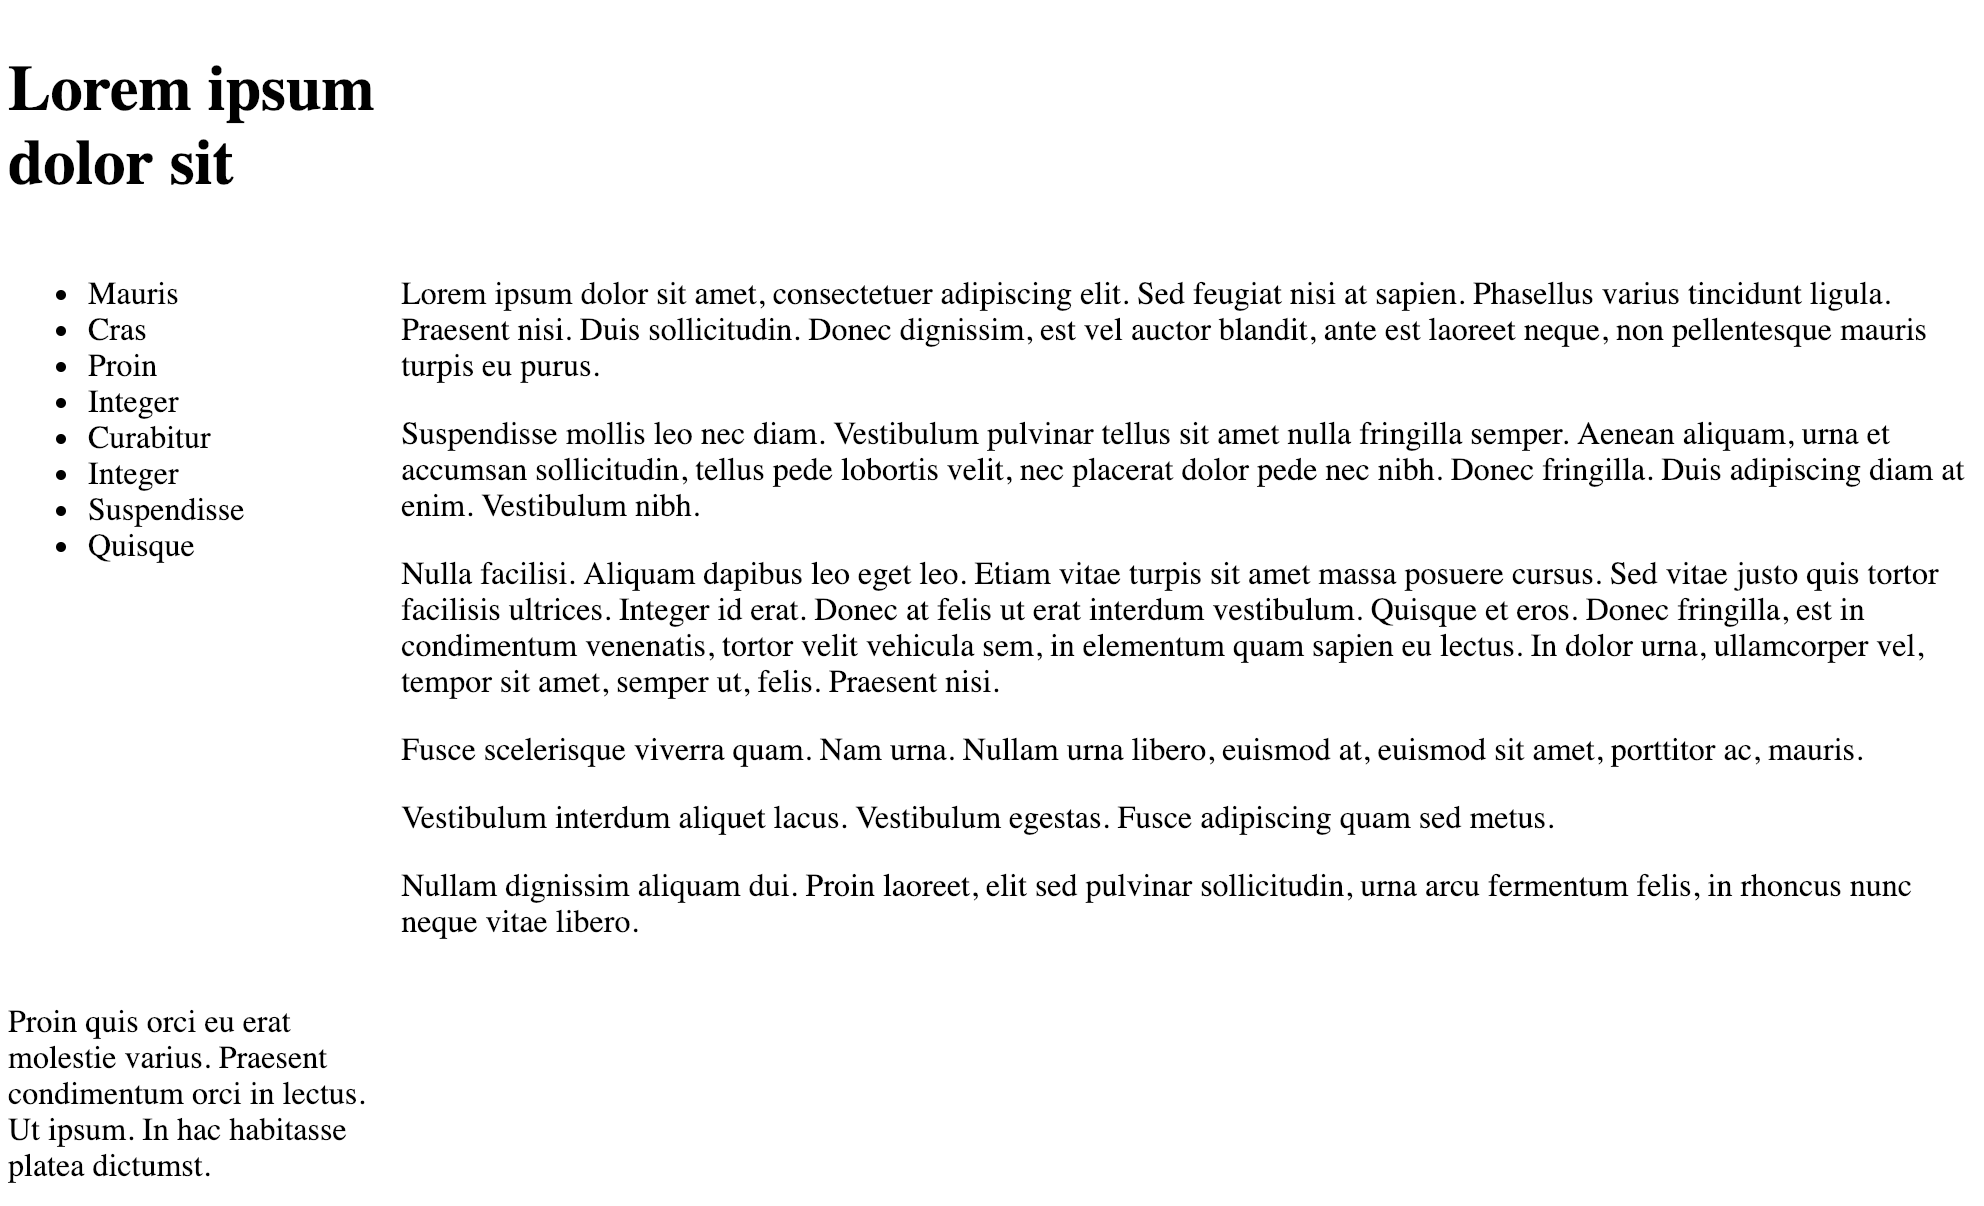 Lorem ipsum
dolor sit
Mauris
Cras
Proin
Integer
Curabitur
Integer
Suspendisse
Quisque
Lorem ipsum dolor sit amet, consectetuer adipiscing elit. Sed feugiat nisi at sapien. Phasellus varius tincidunt ligula.
Praesent nisi. Duis sollicitudin. Donec dignissim, est vel auctor blandit, ante est laoreet neque, non pellentesque mauris
turpis eu purus.
Suspendisse mollis leo nec diam. Vestibulum pulvinar tellus sit amet nulla fringilla semper. Aenean aliquam, urna et
accumsan sollicitudin, tellus pede lobortis velit, nec placerat dolor pede nec nibh. Donec fringilla. Duis adipiscing diam at
enim. Vestibulum nibh.
Nulla facilisi. Aliquam dapibus leo eget leo. Etiam vitae turpis sit amet massa posuere cursus. Sed vitae justo quis tortor
facilisis ultrices. Integer id erat. Donec at felis ut erat interdum vestibulum. Quisque et eros. Donec fringilla, est in
condimentum venenatis, tortor velit vehicula sem, in elementum quam sapien eu lectus. In dolor urna, ullamcorper vel,
tempor sit amet, semper ut, felis. Praesent nisi.
Fusce scelerisque viverra quam. Nam urna. Nullam urna libero, euismod at, euismod sit amet, porttitor ac, mauris.
Vestibulum interdum aliquet lacus. Vestibulum egestas. Fusce adipiscing quam sed metus.
Nullam dignissim aliquam dui. Proin laoreet, elit sed pulvinar sollicitudin, urna arcu fermentum felis, in rhoncus nunc
neque vitae libero.
Proin quis orci eu erat
molestie varius. Praesent
condimentum orci in lectus.
Ut ipsum. In hac habitasse
platea dictumst.